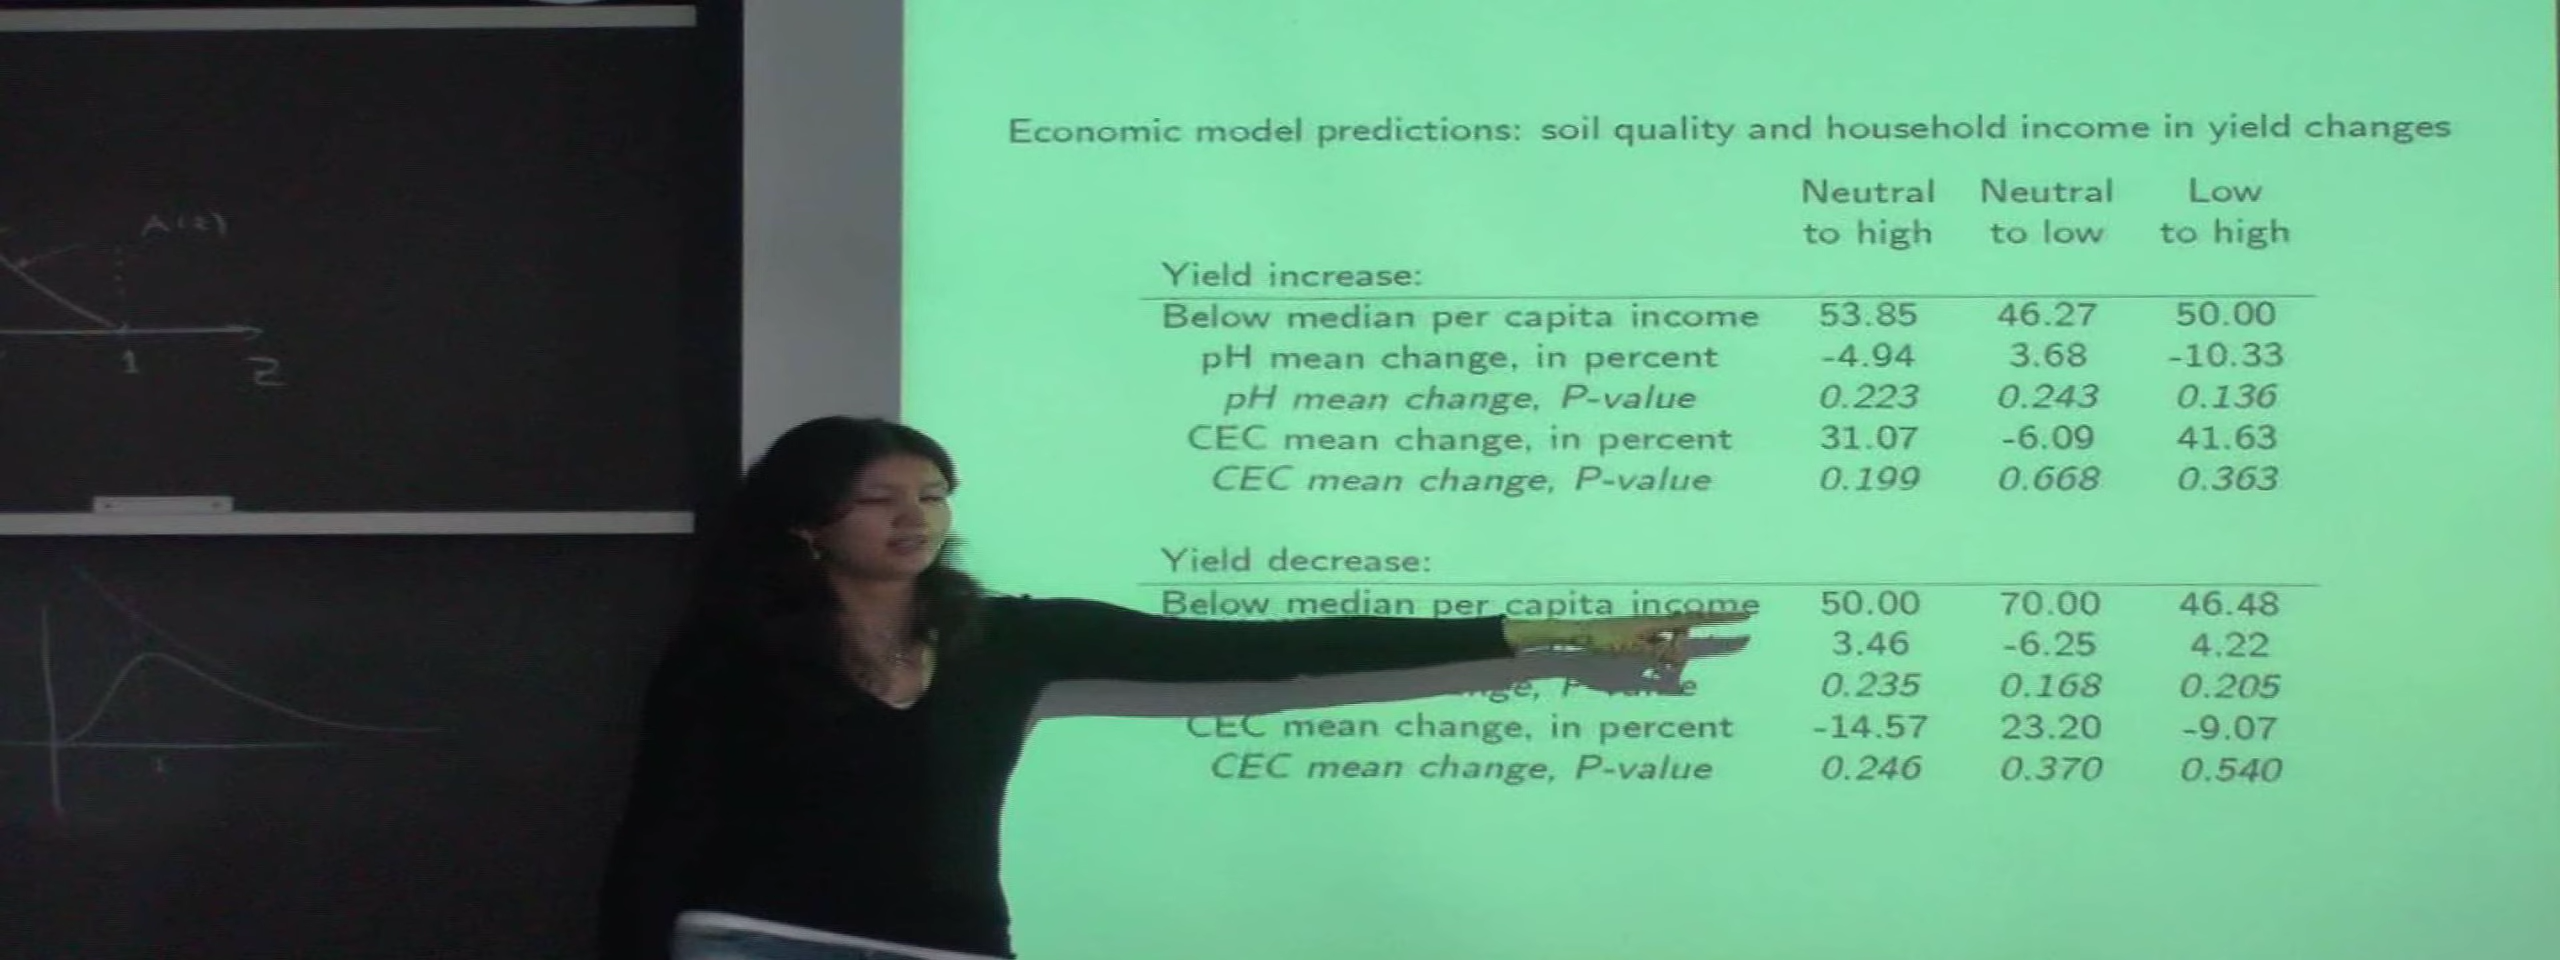 A(z)
1
z
Economic model predictions: soil quality and household income in yield changes
Neutral Neutral Low
to high to low to high
Yield increase:
Below median per capita income 53.85 46.27 50.00
pH mean change, in percent -4.94 3.68 -10.33
pH mean change, P-value 0.223 0.243 0.136
CEC mean change, in percent 31.07 -6.09 41.63
CEC mean change, P-value 0.199 0.668 0.363
Yield decrease:
Below median per capita income 50.00 70.00 46.48
3.46 -6.25 4.22
0.235 0.168 0.205
CEC mean change, in percent -14.57 23.20 -9.07
CEC mean change, P-value 0.246 0.370 0.540